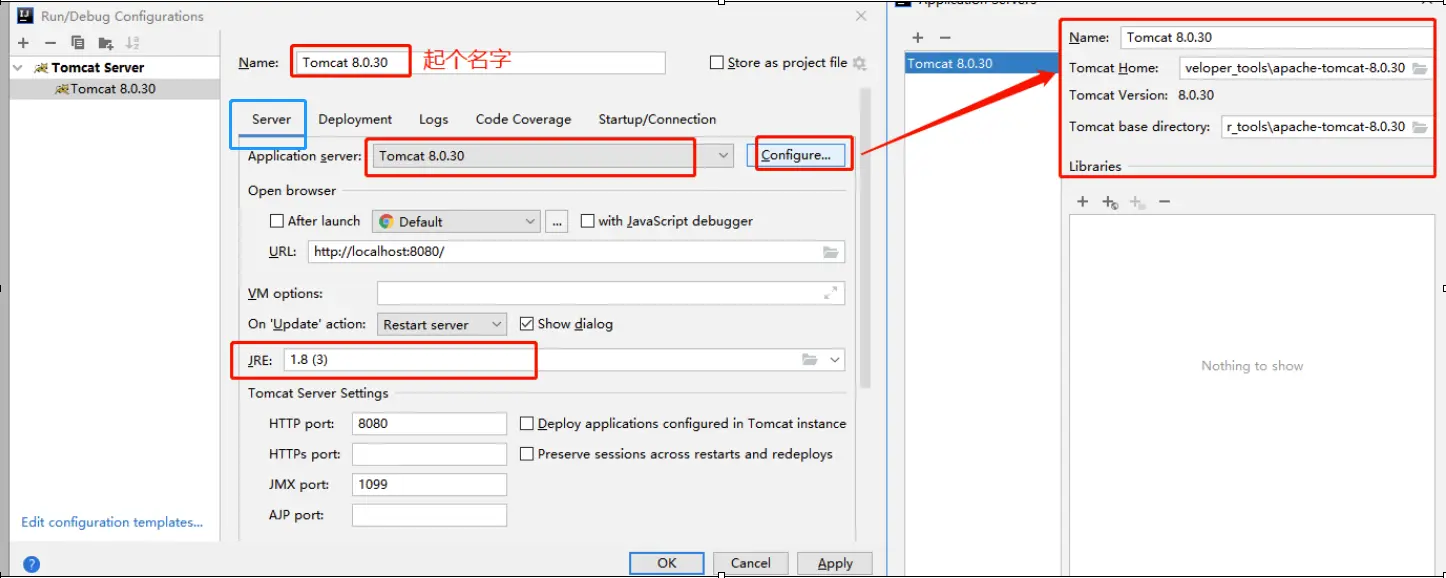 Run/Debug Configurations
Tomcat Server
Tomcat 8.0.30
Edit configuration templates...
Name: Tomcat 8.0.30 起个名字
Store as project file
Server Deployment Logs Code Coverage Startup/Connection
Application server: Tomcat 8.0.30 Configure...
Open browser
After launch Default ... with JavaScript debugger
URL: http://localhost:8080/
VM options:
On 'Update' action: Restart server Show dialog
JRE: 1.8 (3)
Tomcat Server Settings
HTTP port: 8080 Deploy applications configured in Tomcat instance
HTTPs port: Preserve sessions across restarts and redeploys
JMX port: 1099
AJP port:
OK Cancel Apply
Application Servers
Tomcat 8.0.30
Name: Tomcat 8.0.30
Tomcat Home: veloper_tools\apache-tomcat-8.0.30
Tomcat Version: 8.0.30
Tomcat base directory: r_tools\apache-tomcat-8.0.30
Libraries
Nothing to show